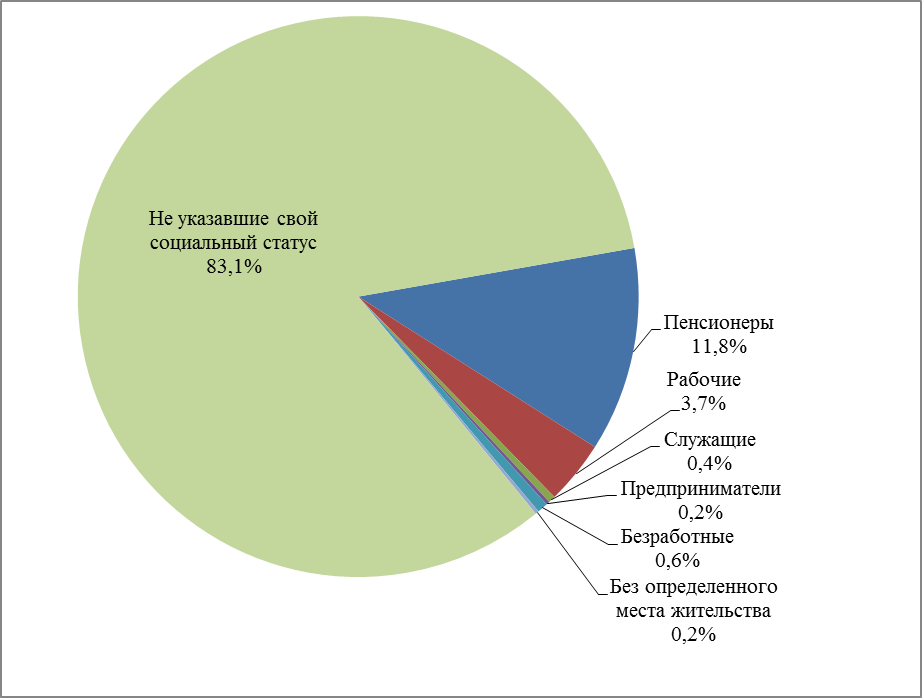 Не указавшие свой
социальный статус
83,1%
Пенсионеры
11,8%
Рабочие
3,7%
Служащие
0,4%
Предприниматели
0,2%
Безработные
0,6%
Без определенного
места жительства
0,2%